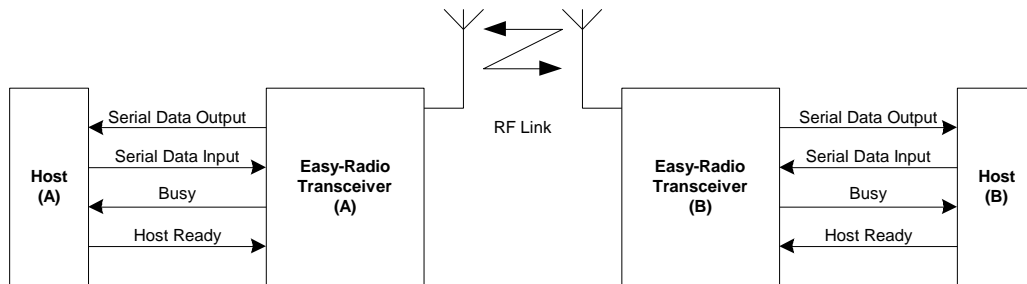 Serial Data Output
Serial Data Input
Busy
Host Ready
Host
(A)
Easy-Radio
Transceiver
(A)
RF Link
Easy-Radio
Transceiver
(B)
Serial Data Output
Serial Data Input
Busy
Host Ready
Host
(B)